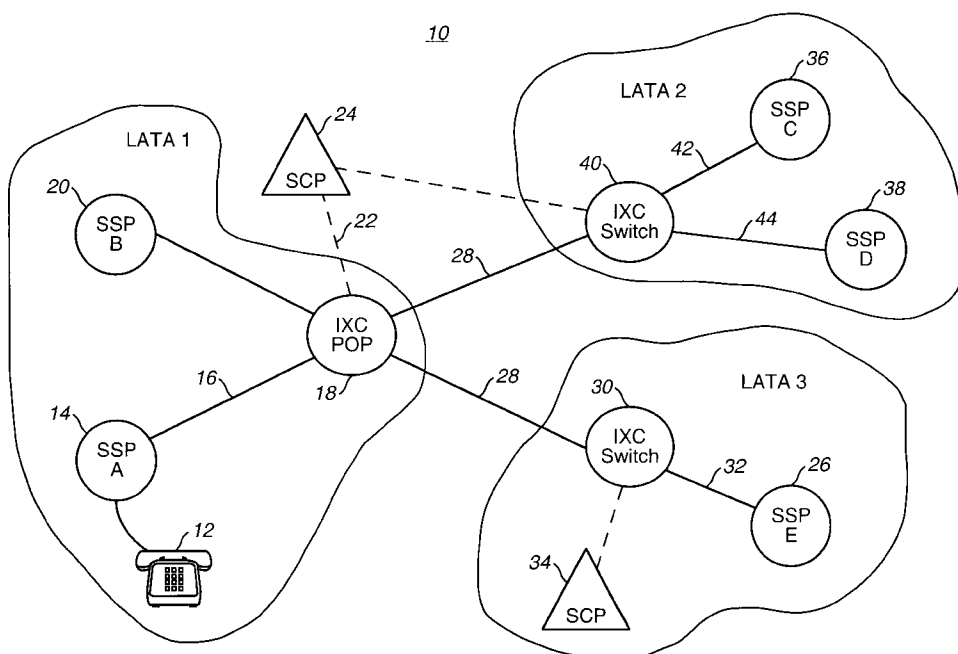 10
LATA 1
20
SSP
B
24
SCP
22
IXC
POP
18
16
14
SSP
A
12
28
LATA 2
36
SSP
C
42
40
IXC
Switch
44
38
SSP
D
28
LATA 3
30
IXC
Switch
32
26
SSP
E
34
SCP